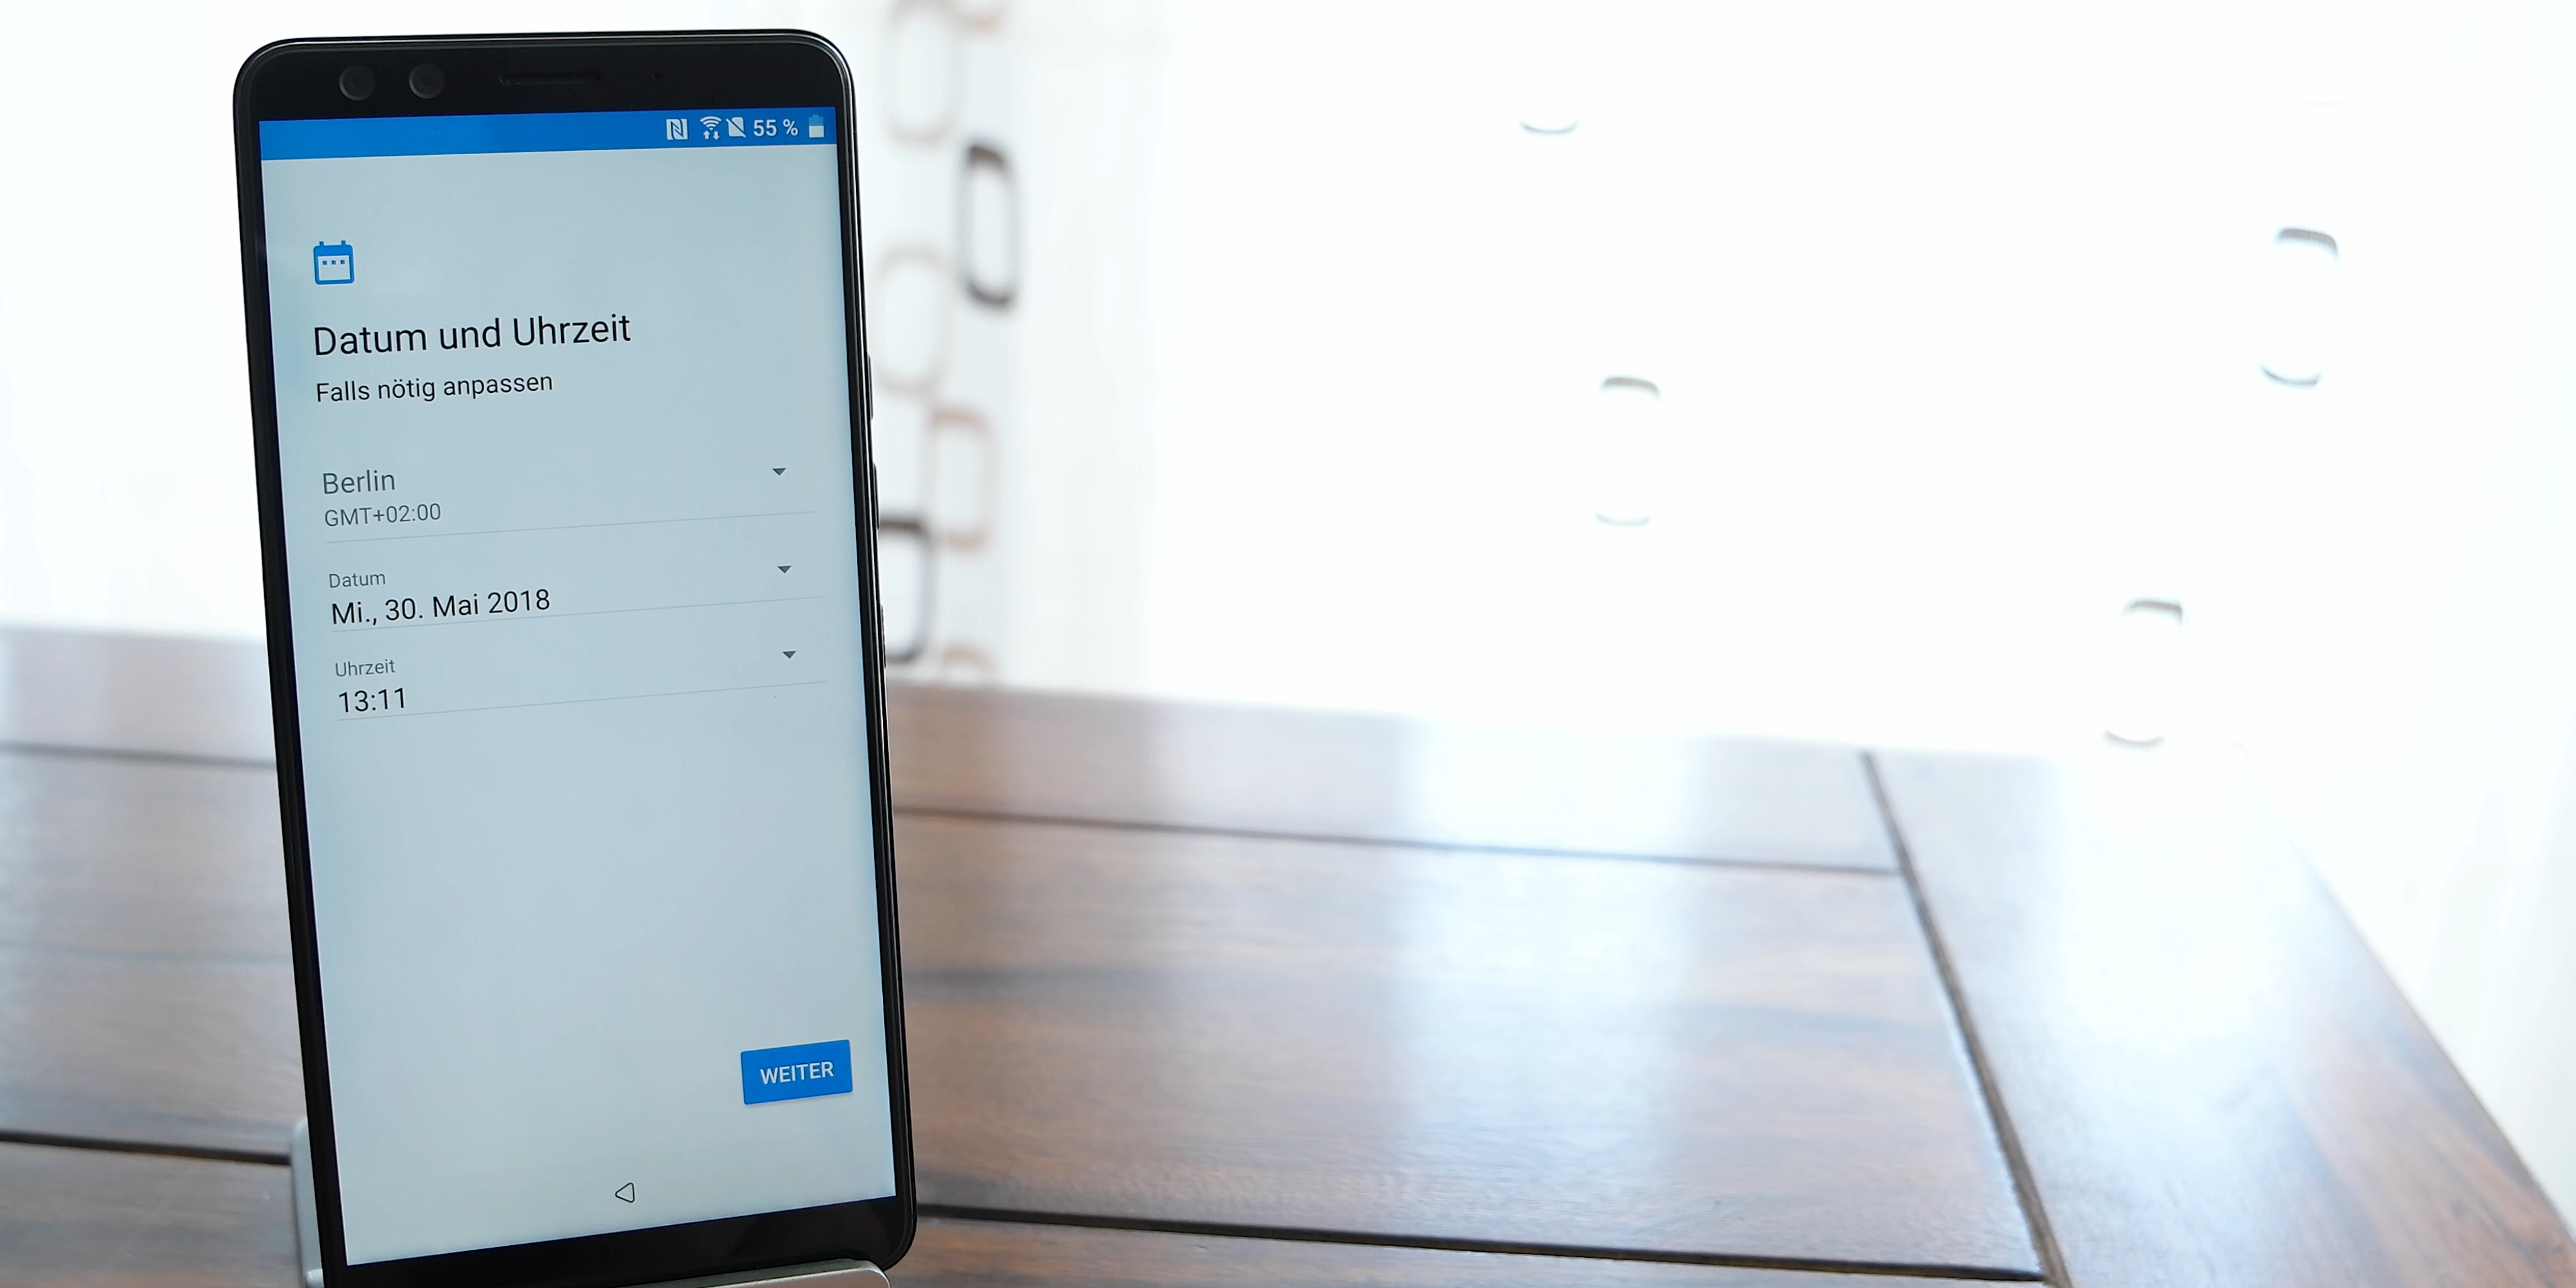 55 %
Datum und Uhrzeit
Falls nötig anpassen
Berlin
GMT+02:00
Datum
Mi., 30. Mai 2018
Uhrzeit
13:11
WEITER